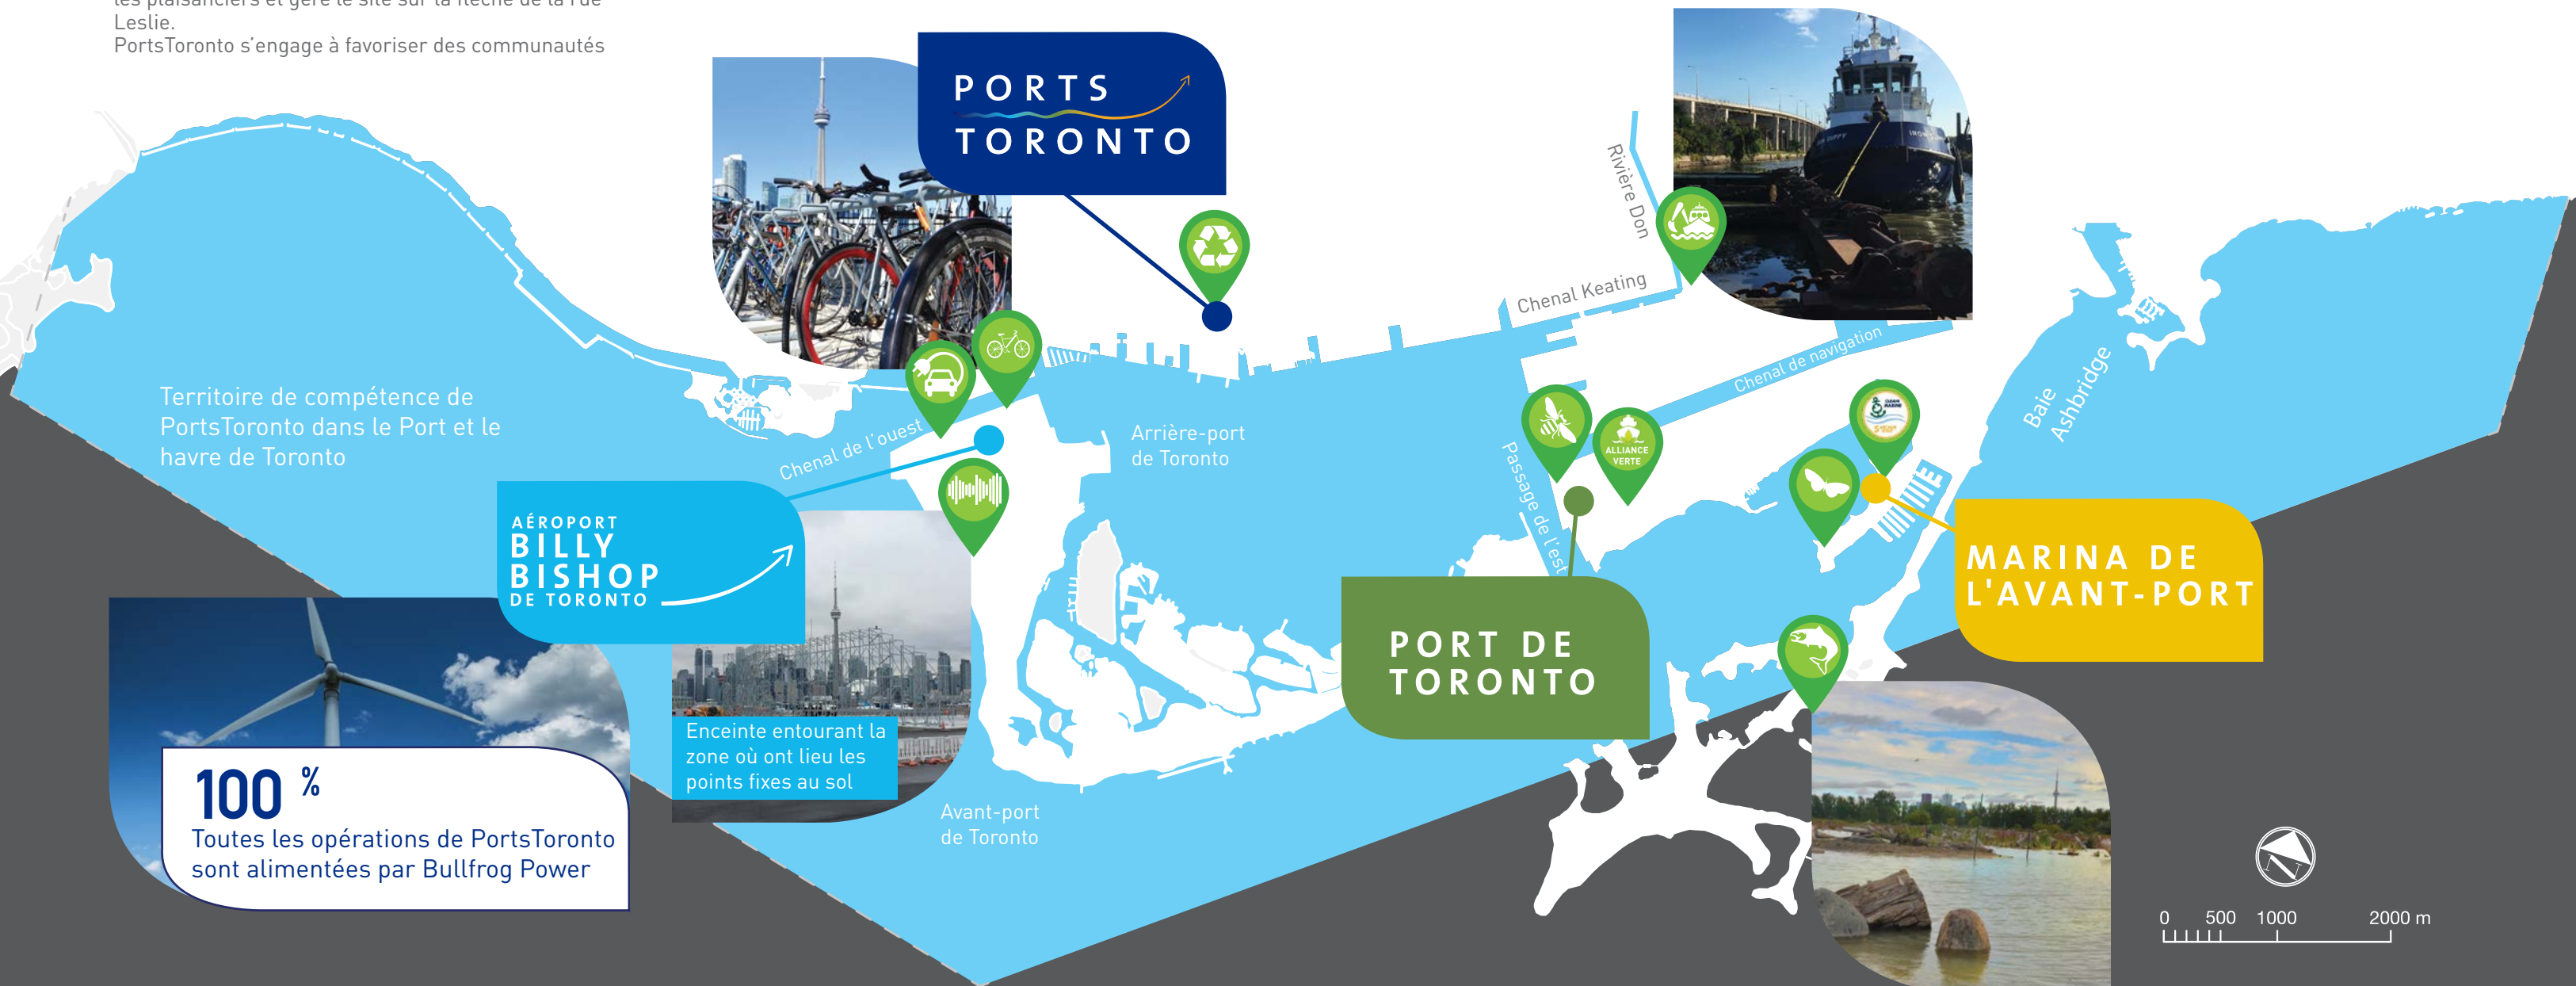 les plaisanciers et gère le site sur la flèche de la rue
Leslie.
PortsToronto s'engage à favoriser des communautés
PORTS
TORONTO
Rivière Don
Chenal Keating
Chenal de navigation
Baie
Ashbridge
Territoire de compétence de
PortsToronto dans le Port et le
havre de Toronto
Chenal de l'ouest
Arrière-port
de Toronto
Passage de l'est
ALLIANCE
VERTE
AÉROPORT
BILLY
BISHOP
DE TORONTO
MARINA DE
L'AVANT-PORT
PORT DE
TORONTO
Enceinte entourant la
zone où ont lieu les
points fixes au sol
100 %
Toutes les opérations de PortsToronto
sont alimentées par Bullfrog Power
Avant-port
de Toronto
N
0 500 1000 2000 m